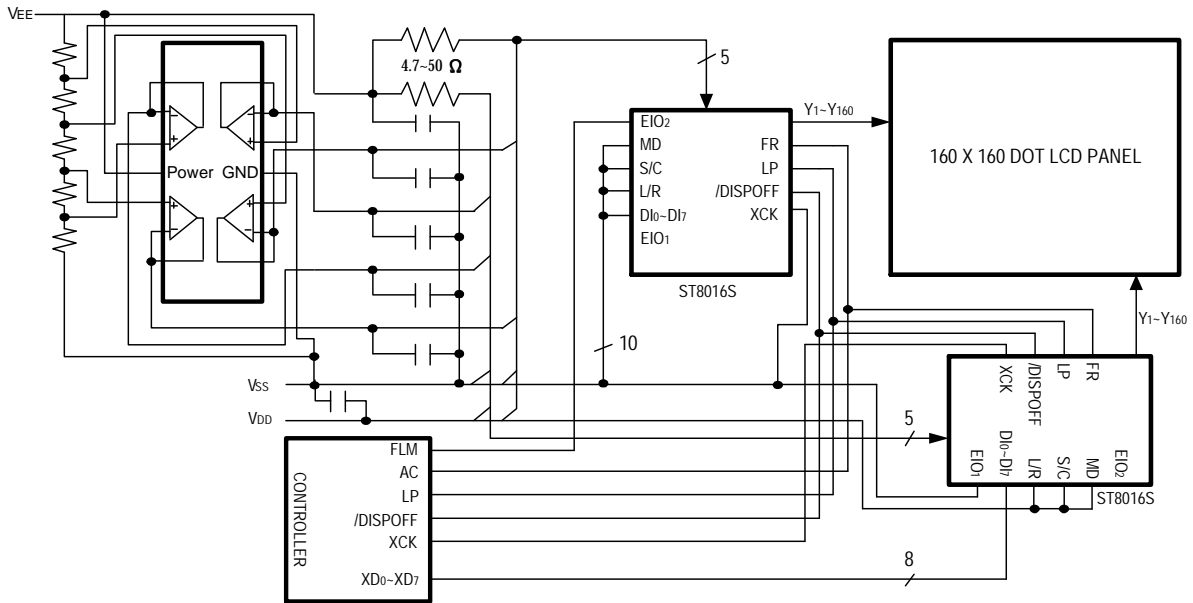 VEE
4.7~50 Ω
Power GND
- + - +
+ - + -
5
EIO2
MD
S/C
L/R
DI0~DI7
EIO1
FR
LP
/DISPOFF
XCK
ST8016S
Y1~Y160
160 X 160 DOT LCD PANEL
Y1~Y160
10
VSS
VDD
5
XCK
/DISPOFF
LP
FR
EIO1
DI0~DI7
L/R
S/C
MD
EIO2
ST8016S
CONTROLLER
FLM
AC
LP
/DISPOFF
XCK
XD0~XD7
8